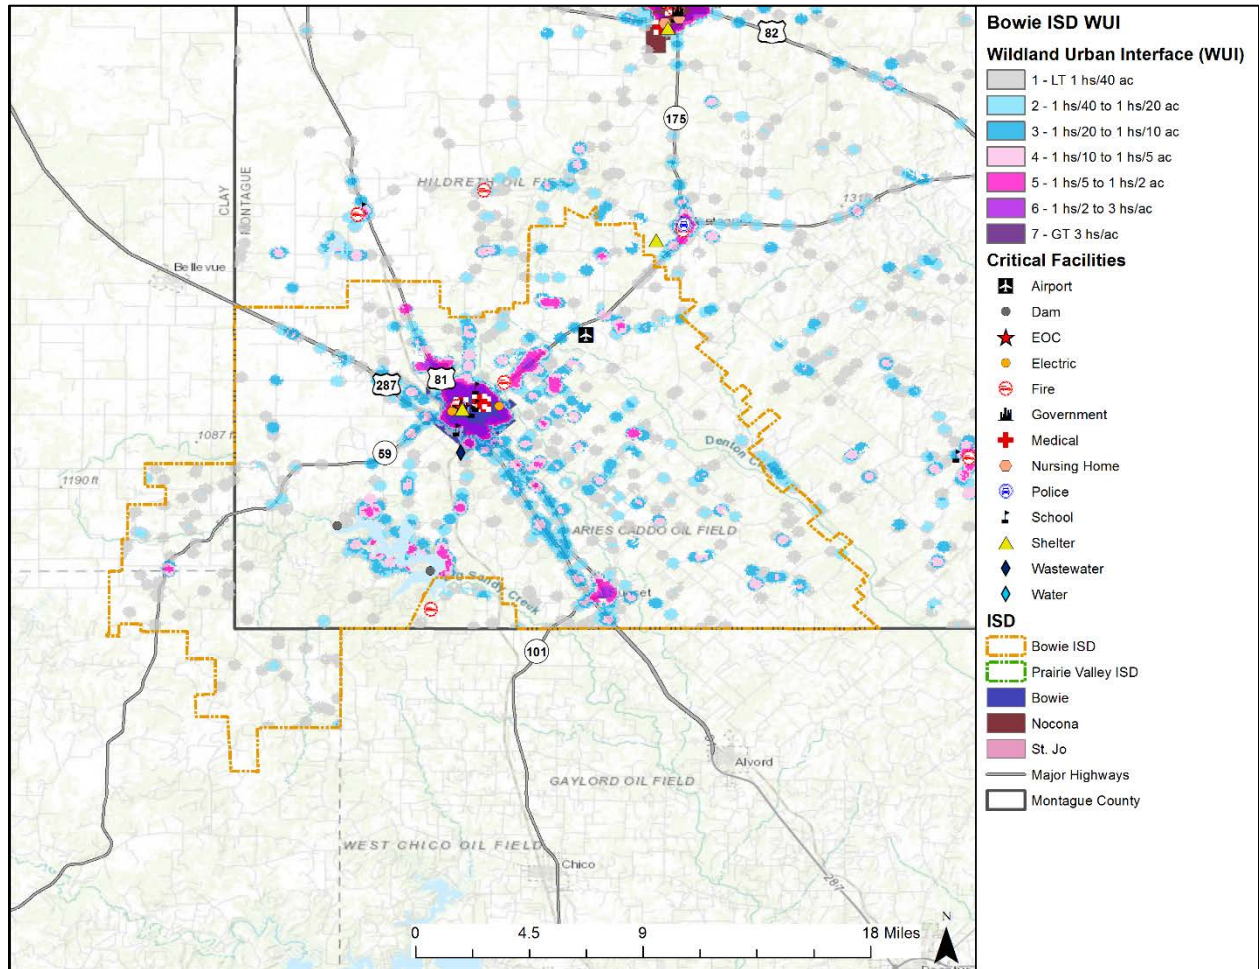 Bowie ISD WUI
Wildland Urban Interface (WUI)
1 - LT 1 hs/40 ac
2 - 1 hs/40 to 1 hs/20 ac
3 - 1 hs/20 to 1 hs/10 ac
4 - 1 hs/10 to 1 hs/5 ac
5 - 1 hs/5 to 1 hs/2 ac
6 - 1 hs/2 to 3 hs/ac
7 - GT 3 hs/ac
Critical Facilities
Airport
Dam
EOC
Electric
Fire
Government
Medical
Nursing Home
Police
School
Shelter
Wastewater
Water
ISD
Bowie ISD
Prairie Valley ISD
Bowie
Nocona
St. Jo
Major Highways
Montague County
82
175
HILDRETH OIL FIELD
CLAY
MONTAGUE
Bellevue
81
287
59
1087 ft
1190 ft
Denton
ARIES CADDO OIL FIELD
Sandy Creek
101
Alvord
GAYLORD OIL FIELD
WEST CHICO OIL FIELD
Chico
287
0 4.5 9 18 Miles
N